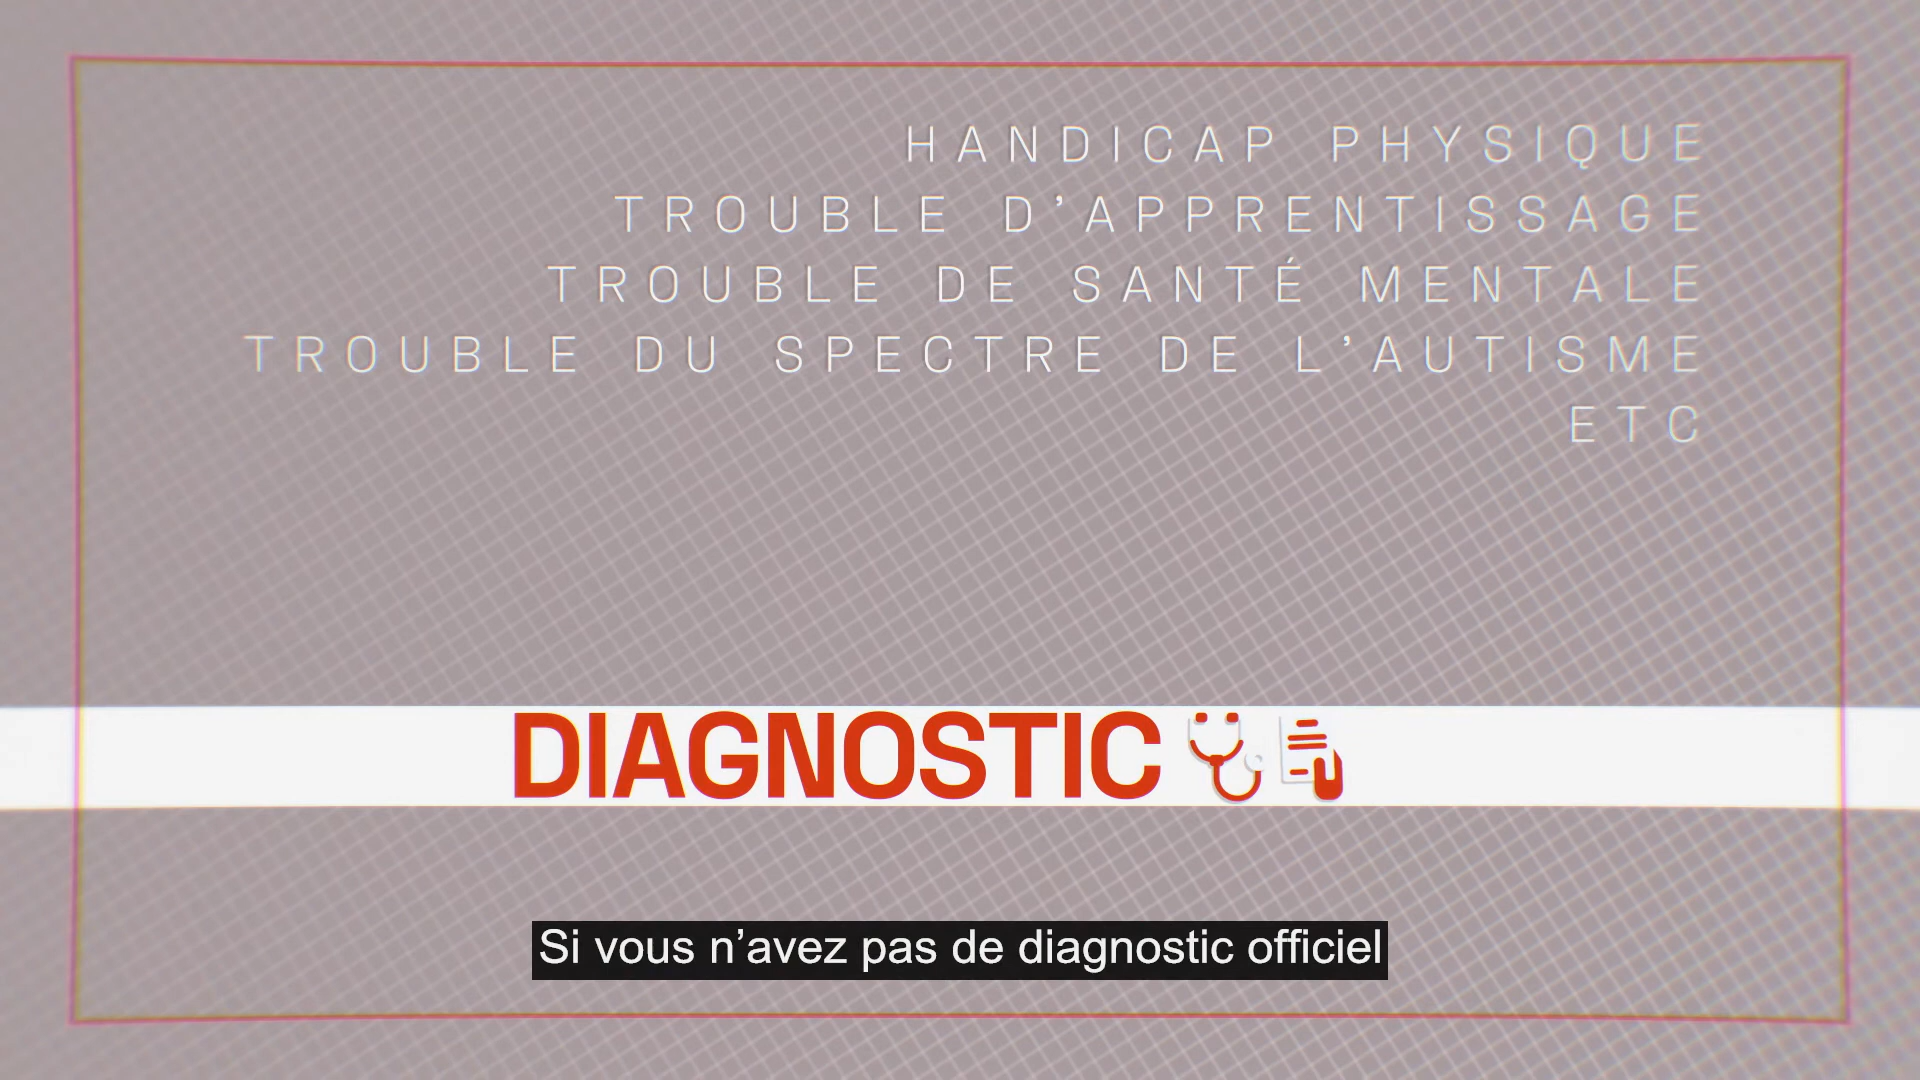 HANDICAP PHYSIQUE
TROUBLE D’APPRENTISSAGE
TROUBLE DE SANTÉ MENTALE
TROUBLE DU SPECTRE DE L’AUTISME
ETC
DIAGNOSTIC
Si vous n’avez pas de diagnostic officiel